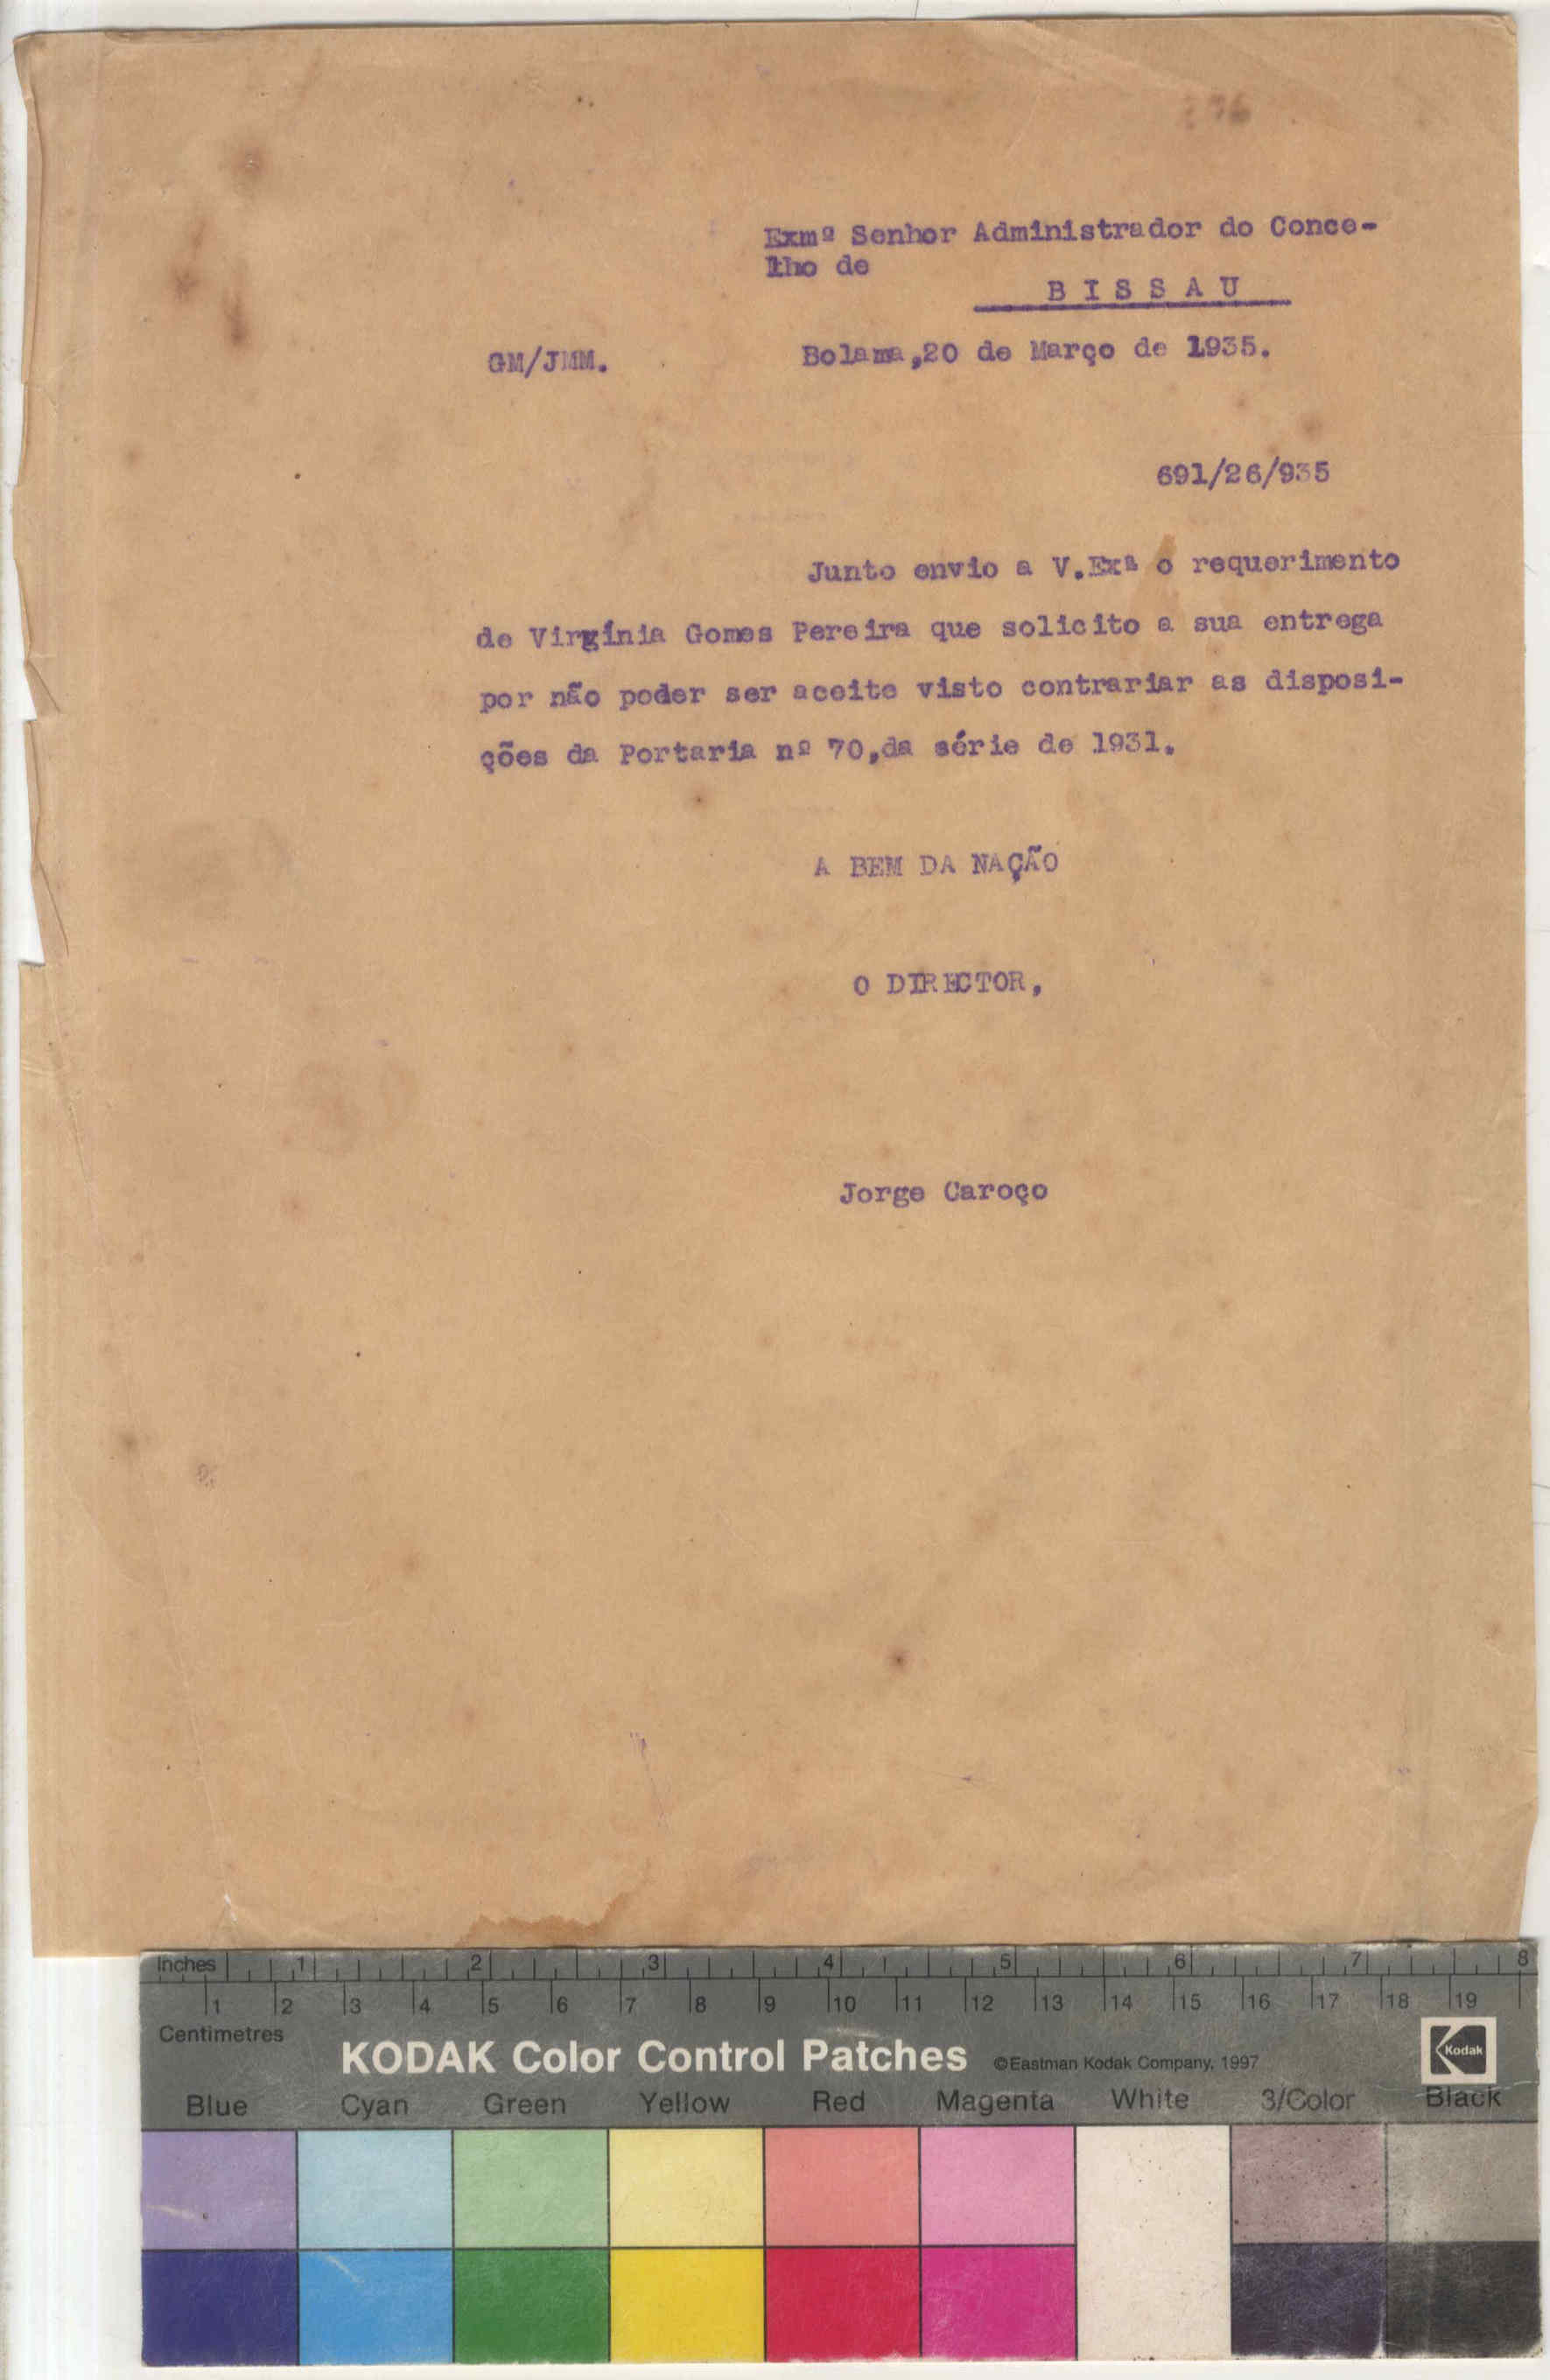 Exmº Senhor Administrador do Conce-
lho de
BISSAU
GM/JMM. Bolama,20 de Março de 1935.
691/26/935
Junto envio a V.Exª o requerimento
de Virgínia Gomes Pereira que solicito a sua entrega
por não poder ser aceite visto contrariar as disposi-
ções da Portaria nº 70,da série de 1931.
A BEM DA NAÇÃO
O DIRECTOR,
Jorge Caroço
Inches 1 2 3 4 5 6 7 8
1 2 3 4 5 6 7 8 9 10 11 12 13 14 15 16 17 18 19
Centimetres
KODAK Color Control Patches ©Eastman Kodak Company, 1997 Kodak
Blue Cyan Green Yellow Red Magenta White 3/Color Black